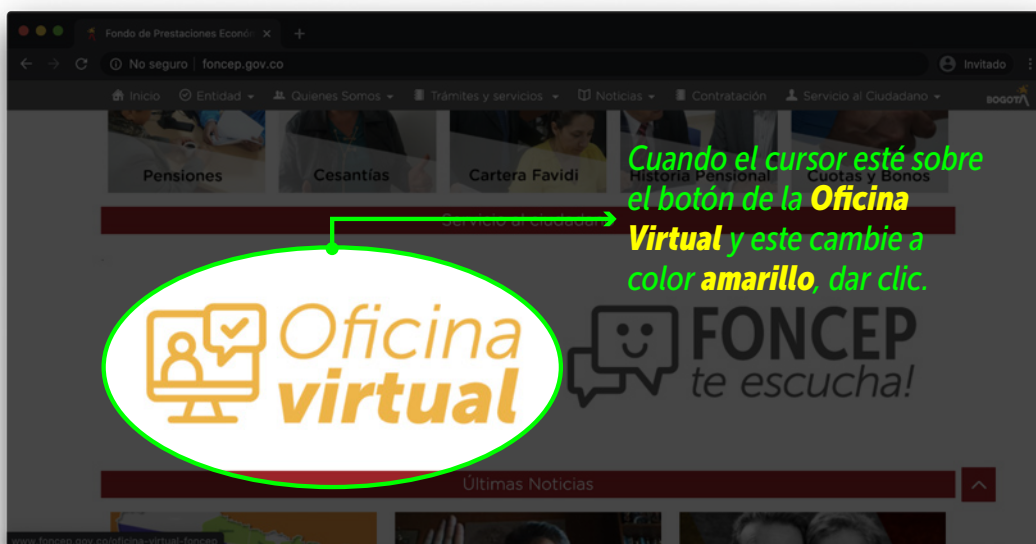 Fondo de Prestaciones Económ
No seguro | foncep.gov.co
Invitado
Inicio Entidad Quienes Somos Trámites y servicios Noticias Contratación Servicio al Ciudadano
BOGOTÁ
Pensiones Cesantías Cartera Favidi Historia Pensional Cuotas y Bonos
Cuando el cursor esté sobre
el botón de la Oficina
Virtual y este cambie a
color amarillo, dar clic.
Servicio al ciudadano
Oficina
virtual
FONCEP
te escucha!
Últimas Noticias
www.foncep.gov.co/oficina-virtual-foncep